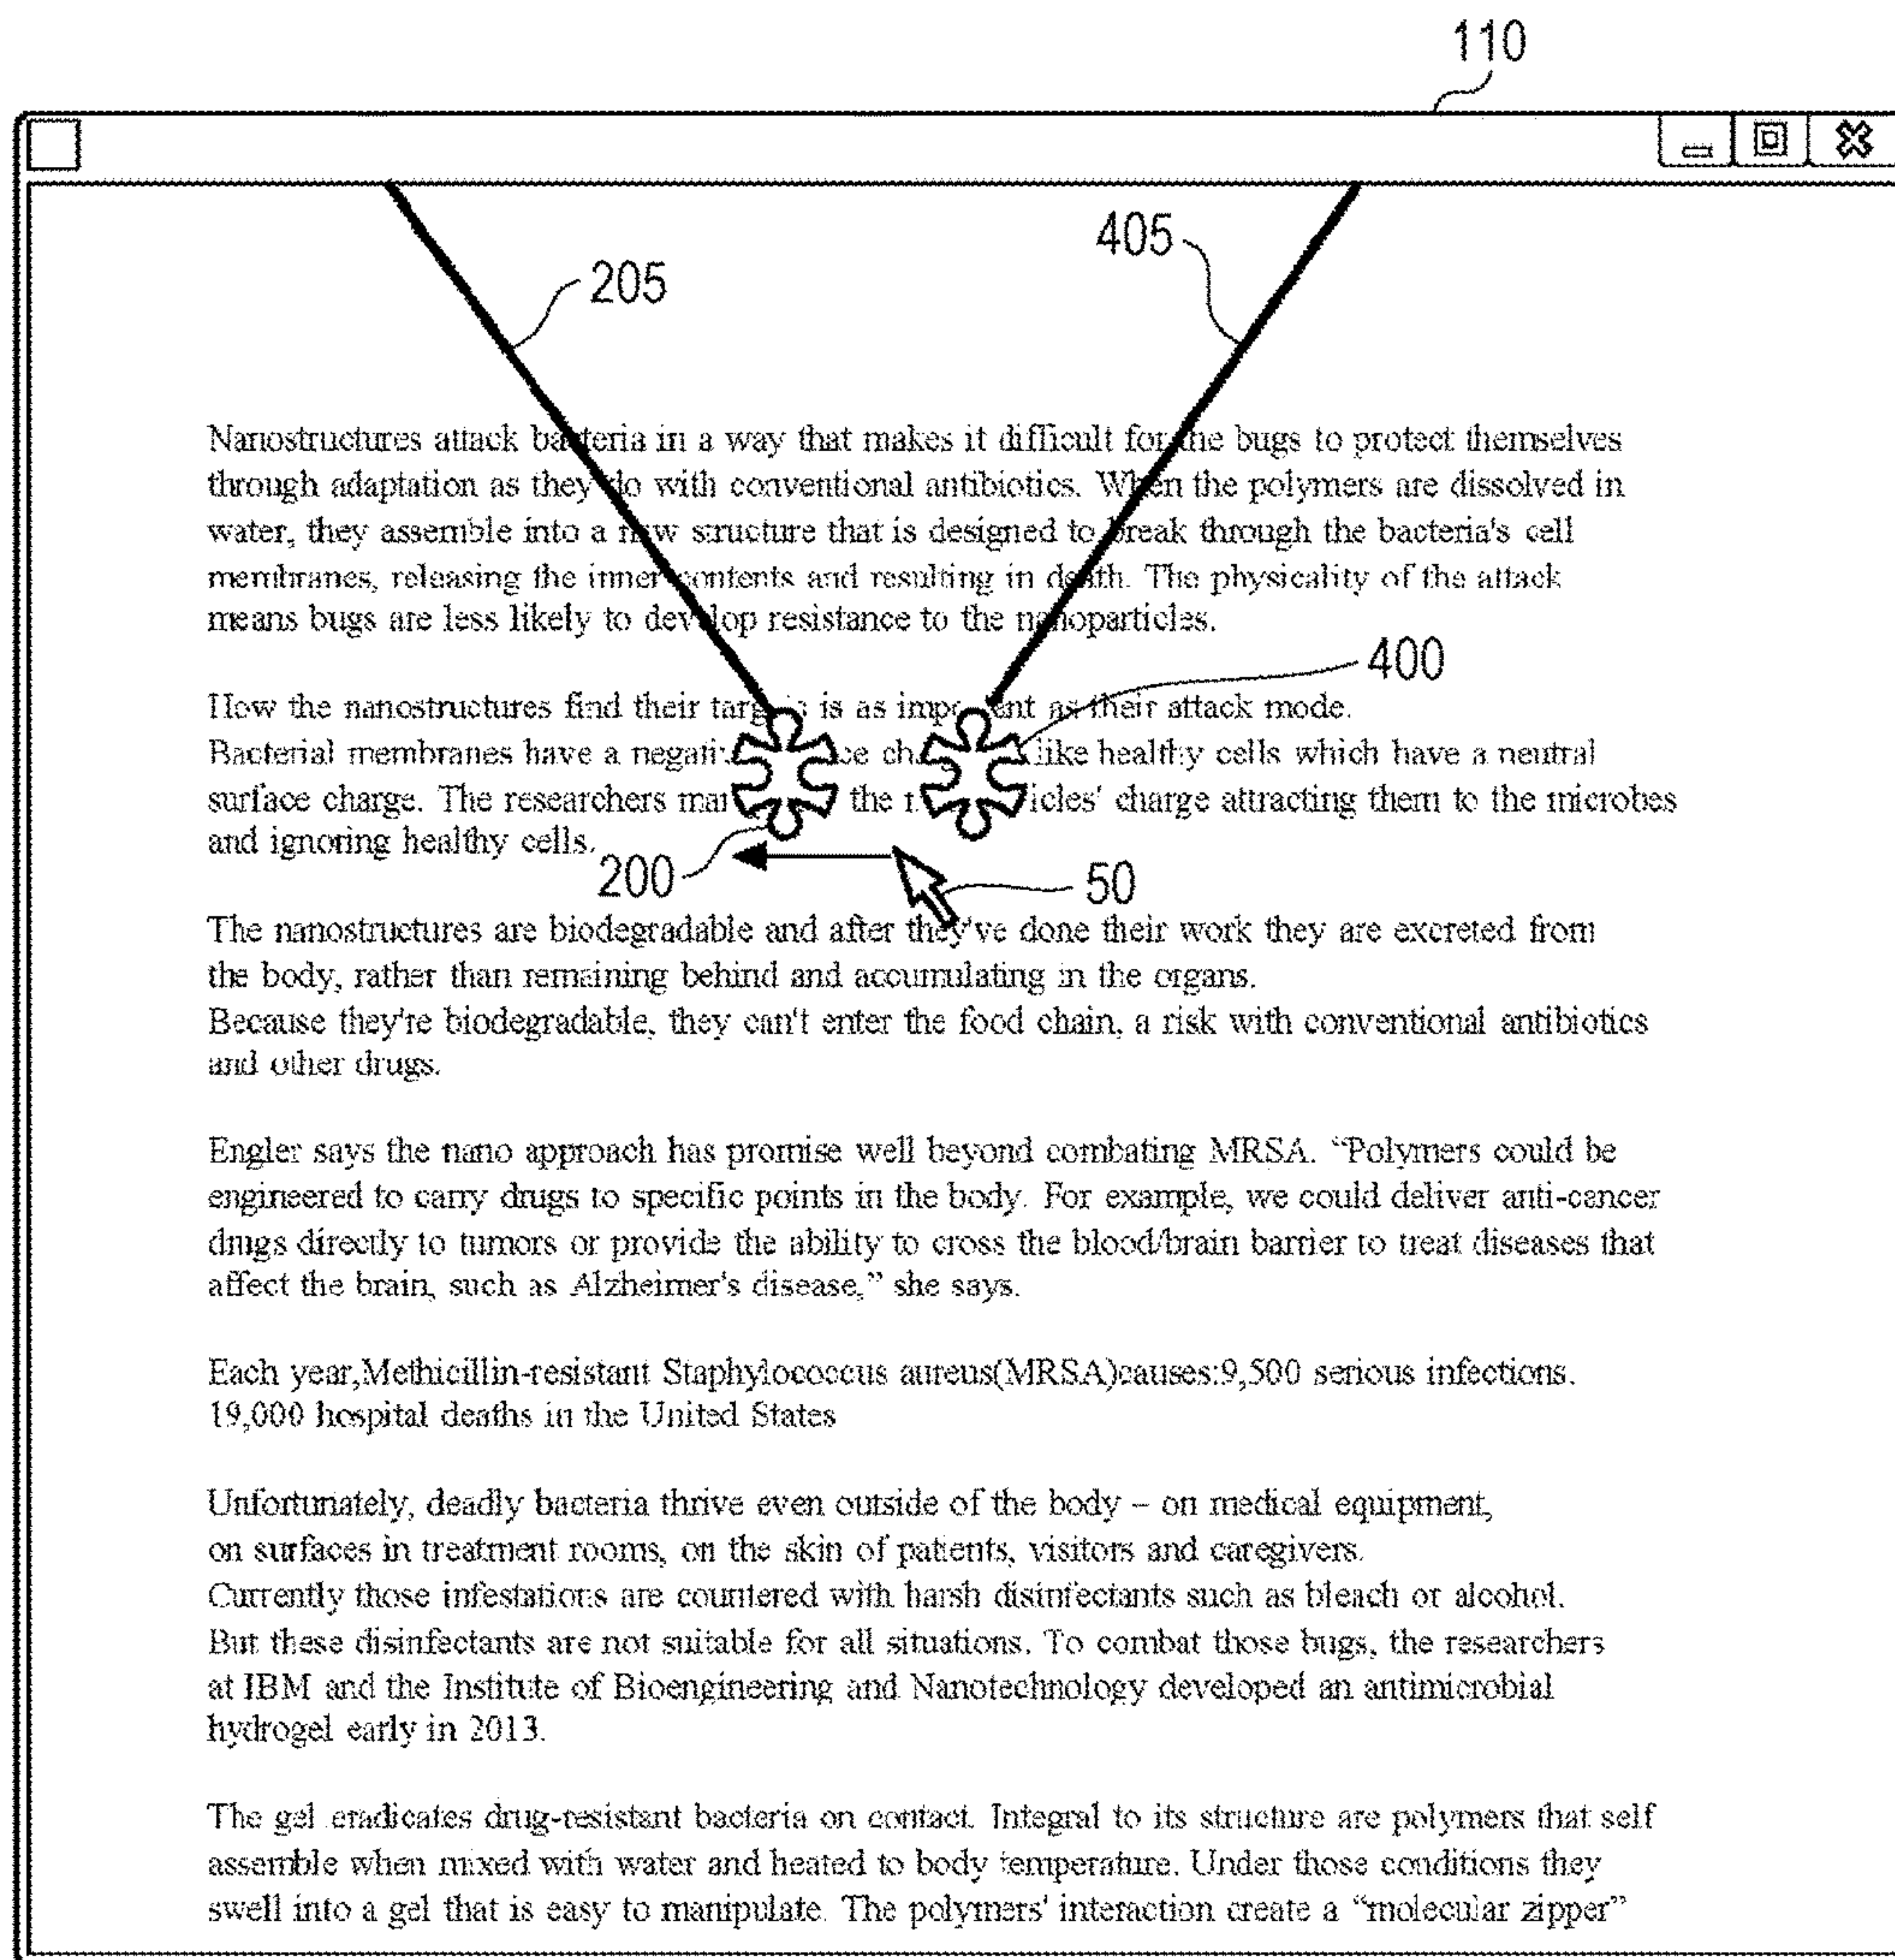 110
205
405
Nanostructures attack bacteria in a way that makes it difficult for the bugs to protect themselves
through adaptation as they do with conventional antibiotics. When the polymers are dissolved in
water, they assemble into a new structure that is designed to break through the bacteria's cell
membranes, releasing the inner contents and resulting in death. The physicality of the attack
means bugs are less likely to develop resistance to the nanoparticles.
400
How the nanostructures find their is as important as their attack mode.
Bacterial membranes have a healthy cells which have a neutral
surface charge. The researchers the charge attracting them to the microbes
and ignoring healthy cells.
200
50
The nanostructures are biodegradable and after they've done their work they are excreted from
the body, rather than remaining behind and accumulating in the organs.
Because they're biodegradable, they can't enter the food chain, a risk with conventional antibiotics
and other drugs.
Engler says the nano approach has promise well beyond combating MRSA. “Polymers could be
engineered to carry drugs to specific points in the body. For example, we could deliver anti-cancer
drugs directly to tumors or provide the ability to cross the blood/brain barrier to treat diseases that
affect the brain, such as Alzheimer's disease,” she says.
Each year,Methicillin-resistant Staphylococcus aureus(MRSA)causes:9,500 serious infections.
19,000 hospital deaths in the United States
Unfortunately, deadly bacteria thrive even outside of the body – on medical equipment,
on surfaces in treatment rooms, on the skin of patients, visitors and caregivers.
Currently those infestations are countered with harsh disinfectants such as bleach or alcohol.
But these disinfectants are not suitable for all situations. To combat those bugs, the researchers
at IBM and the Institute of Bioengineering and Nanotechnology developed an antimicrobial
hydrogel early in 2013.
The gel eradicates drug-resistant bacteria on contact. Integral to its structure are polymers that self
assemble when mixed with water and heated to body temperature. Under those conditions they
swell into a gel that is easy to manipulate. The polymers' interaction create a “molecular zipper”